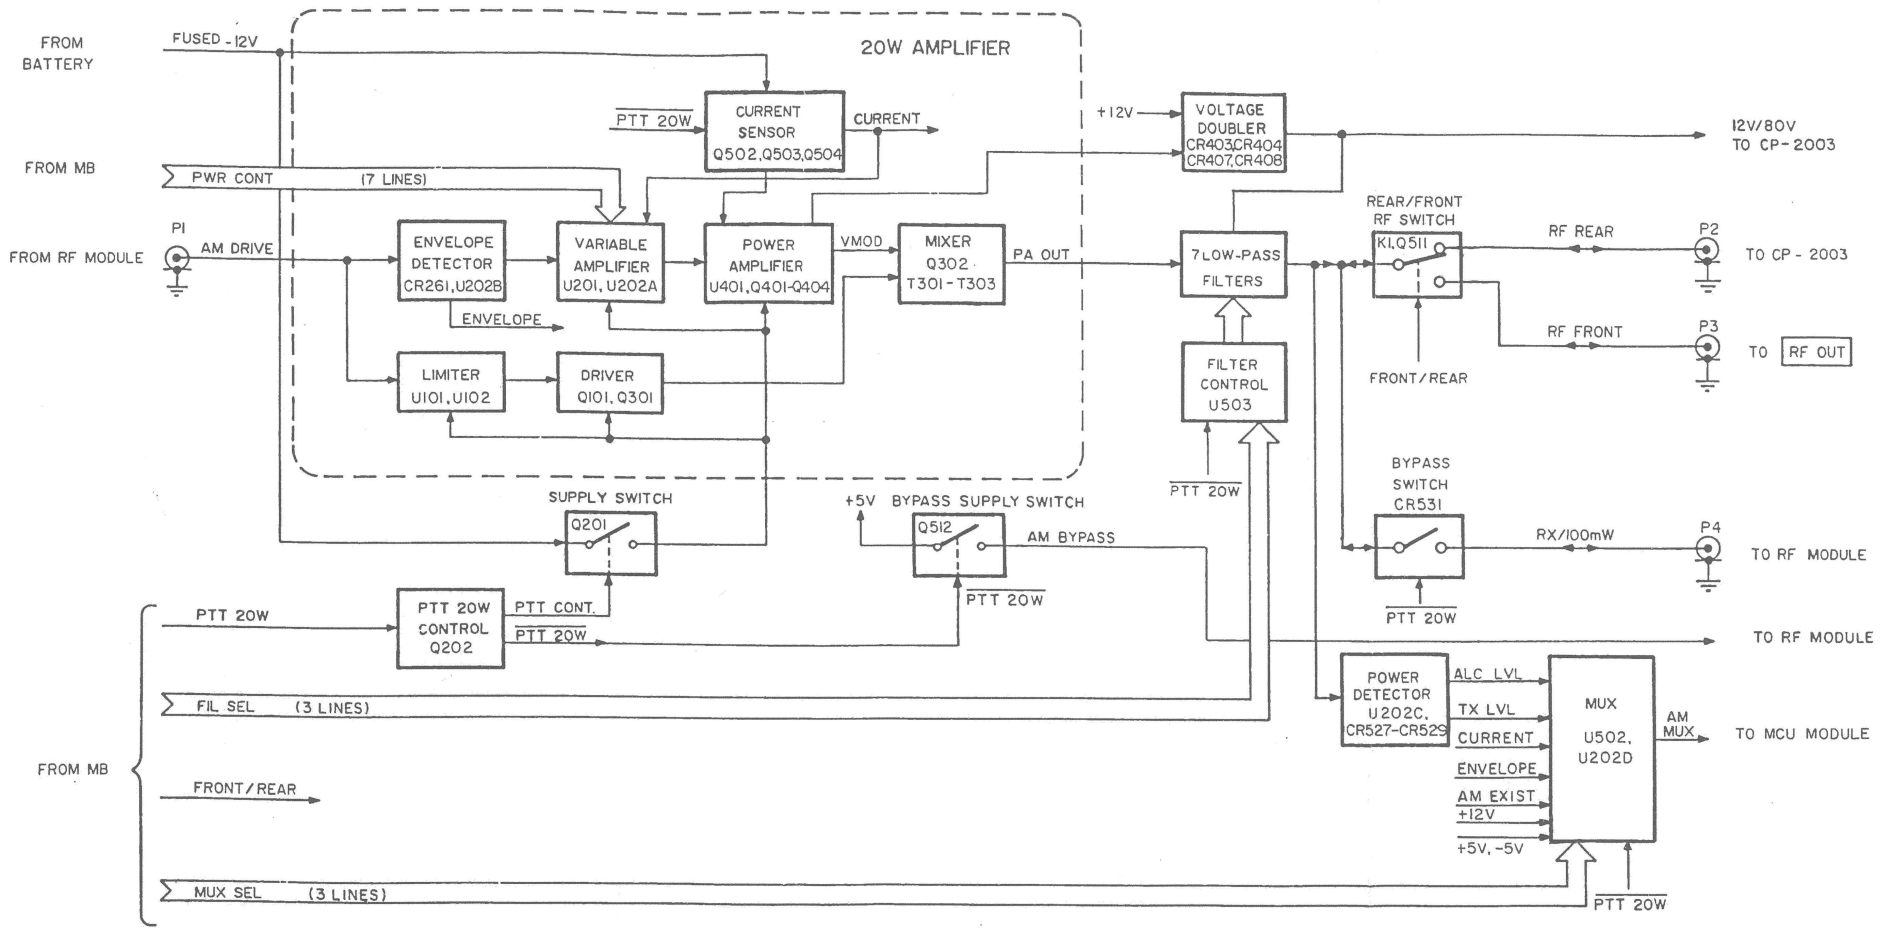 FROM
BATTERY
FUSED -12V
20W AMPLIFIER
PTT 20W
CURRENT
SENSOR
Q502,Q503,Q504
CURRENT
+12V
VOLTAGE
DOUBLER
CR403,CR404
CR407,CR408
12V/80V
TO CP-2003
FROM MB
PWR CONT (7 LINES)
FROM RF MODULE
P1
AM DRIVE
ENVELOPE
DETECTOR
CR261,U202B
ENVELOPE
VARIABLE
AMPLIFIER
U201,U202A
POWER
AMPLIFIER
U401,Q401-Q404
VMOD
MIXER
Q302
T301-T303
PA OUT
7LOW-PASS
FILTERS
REAR/FRONT
RF SWITCH
K1,Q511
RF REAR
P2
TO CP - 2003
RF FRONT
P3
TO RF OUT
FRONT/REAR
LIMITER
U101,U102
DRIVER
Q101,Q301
FILTER
CONTROL
U503
PTT 20W
SUPPLY SWITCH
Q201
+5V
BYPASS SUPPLY SWITCH
Q512
AM BYPASS
PTT 20W
BYPASS
SWITCH
CR531
RX/100mW
P4
TO RF MODULE
PTT 20W
TO RF MODULE
PTT 20W
PTT 20W
CONTROL
Q202
PTT CONT.
PTT 20W
FIL SEL (3 LINES)
FROM MB
FRONT/REAR
MUX SEL (3 LINES)
POWER
DETECTOR
U202C,
CR527-CR529
ALC LVL
TX LVL
CURRENT
ENVELOPE
AM EXIST
+12V
+5V,-5V
MUX
U502,
U202D
AM
MUX
TO MCU MODULE
PTT 20W